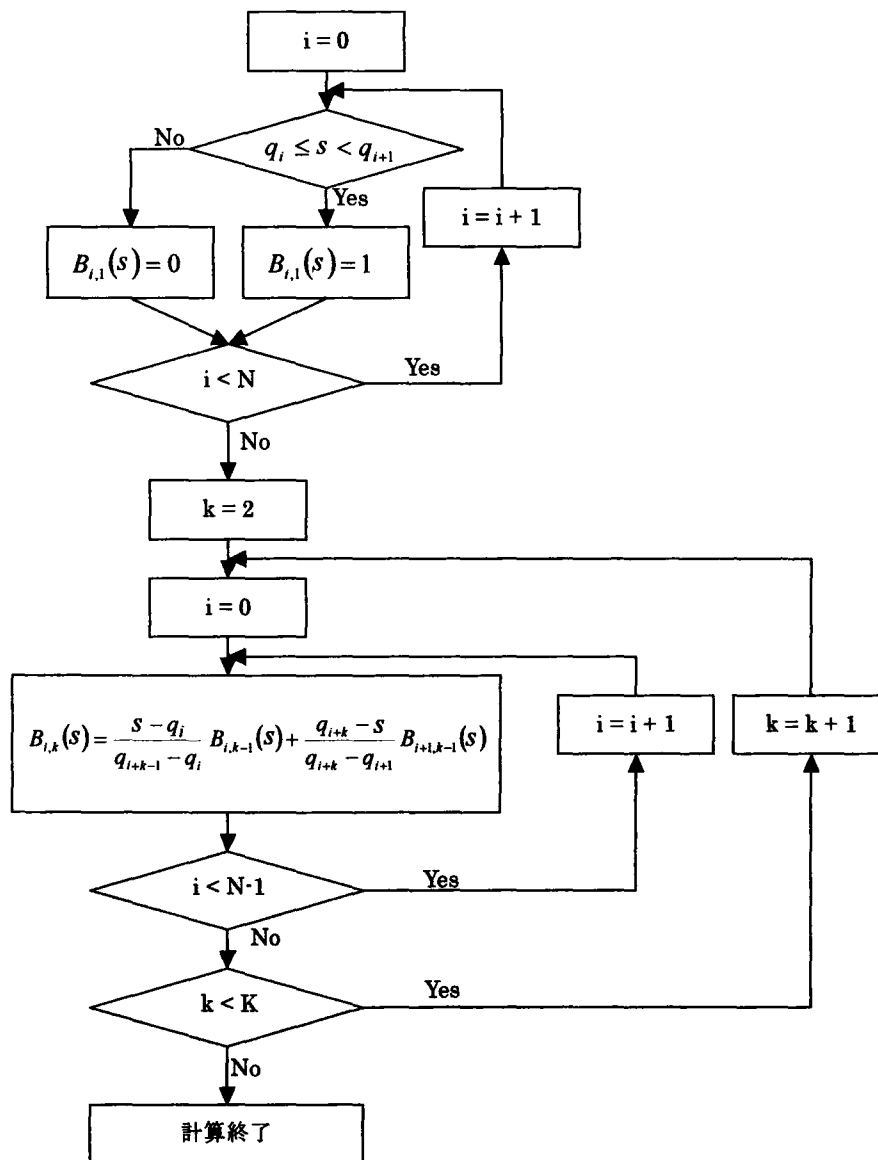 i = 0
No
q_i ≤ s < q_{i+1}
Yes
i = i + 1
B_{i,1}(s) = 0
B_{i,1}(s) = 1
i < N
Yes
No
k = 2
i = 0
B_{i,k}(s) = \frac{s - q_i}{q_{i+k-1} - q_i} B_{i,k-1}(s) + \frac{q_{i+k} - s}{q_{i+k} - q_{i+1}} B_{i+1,k-1}(s)
i = i + 1
k = k + 1
i < N-1
Yes
No
k < K
Yes
No
計算終了